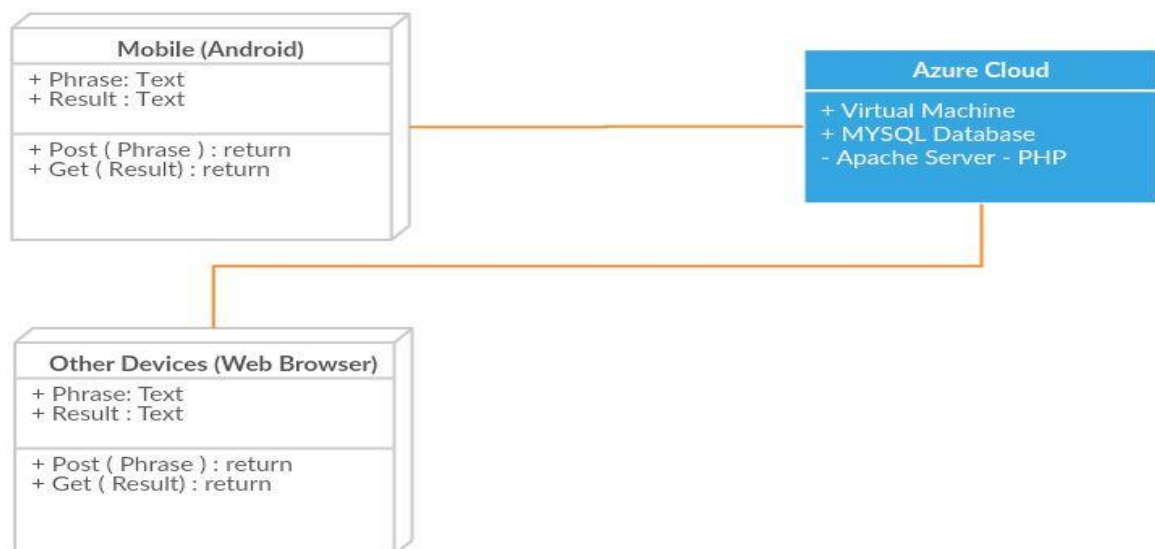 Mobile (Android)
+ Phrase: Text
+ Result : Text
+ Post ( Phrase ) : return
+ Get ( Result) : return
Azure Cloud
+ Virtual Machine
+ MYSQL Database
- Apache Server - PHP
Other Devices (Web Browser)
+ Phrase: Text
+ Result : Text
+ Post ( Phrase ) : return
+ Get ( Result) : return